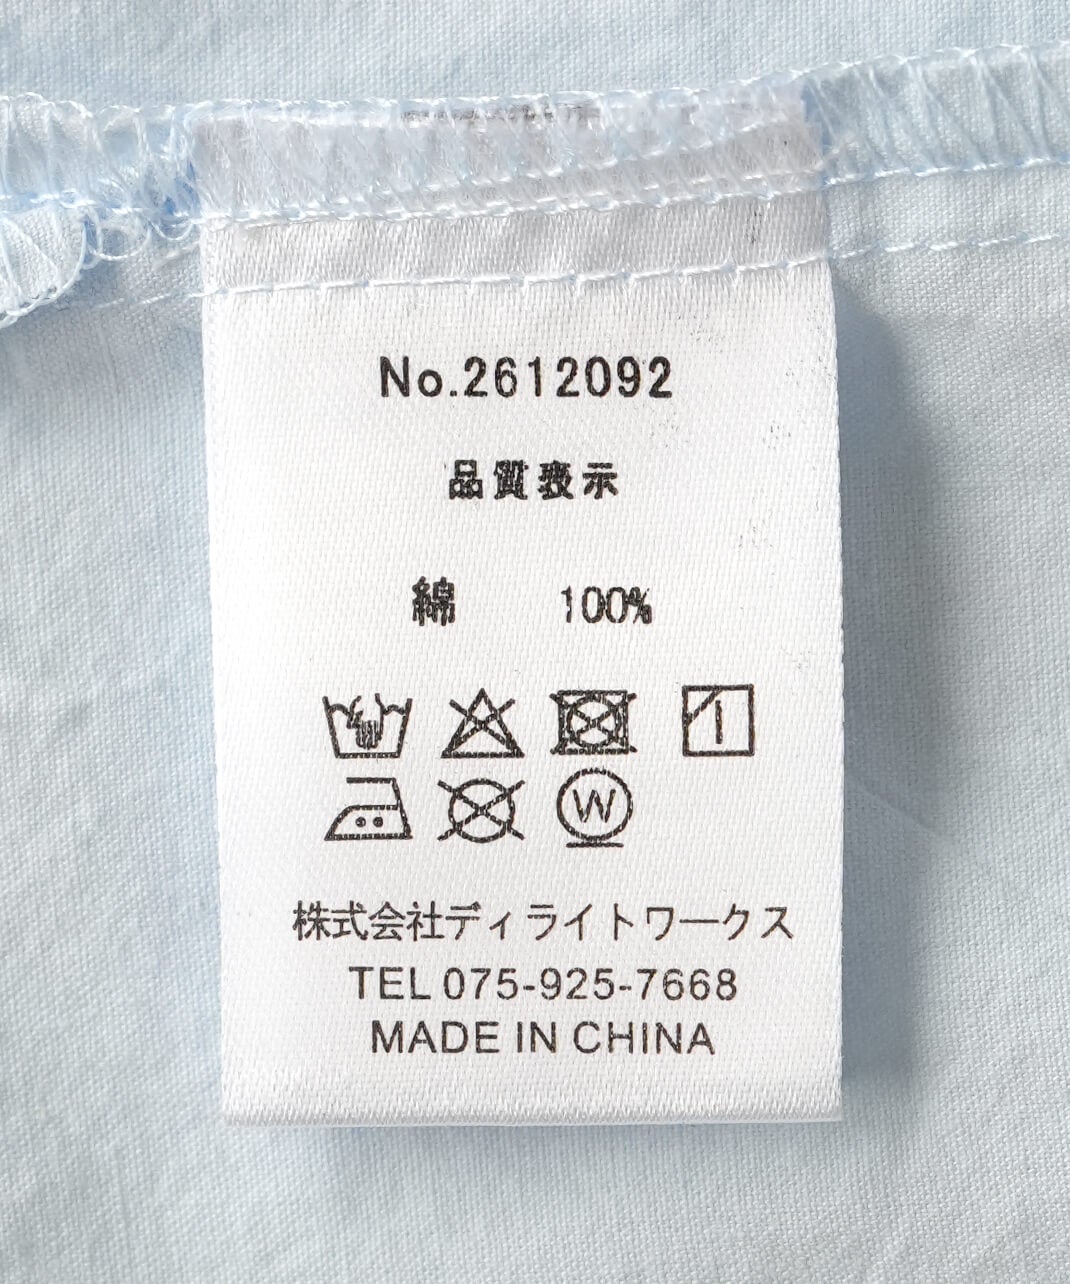 No.2612092
品質表示
綿 100%
W
株式会社ディライトワークス
TEL 075-925-7668
MADE IN CHINA